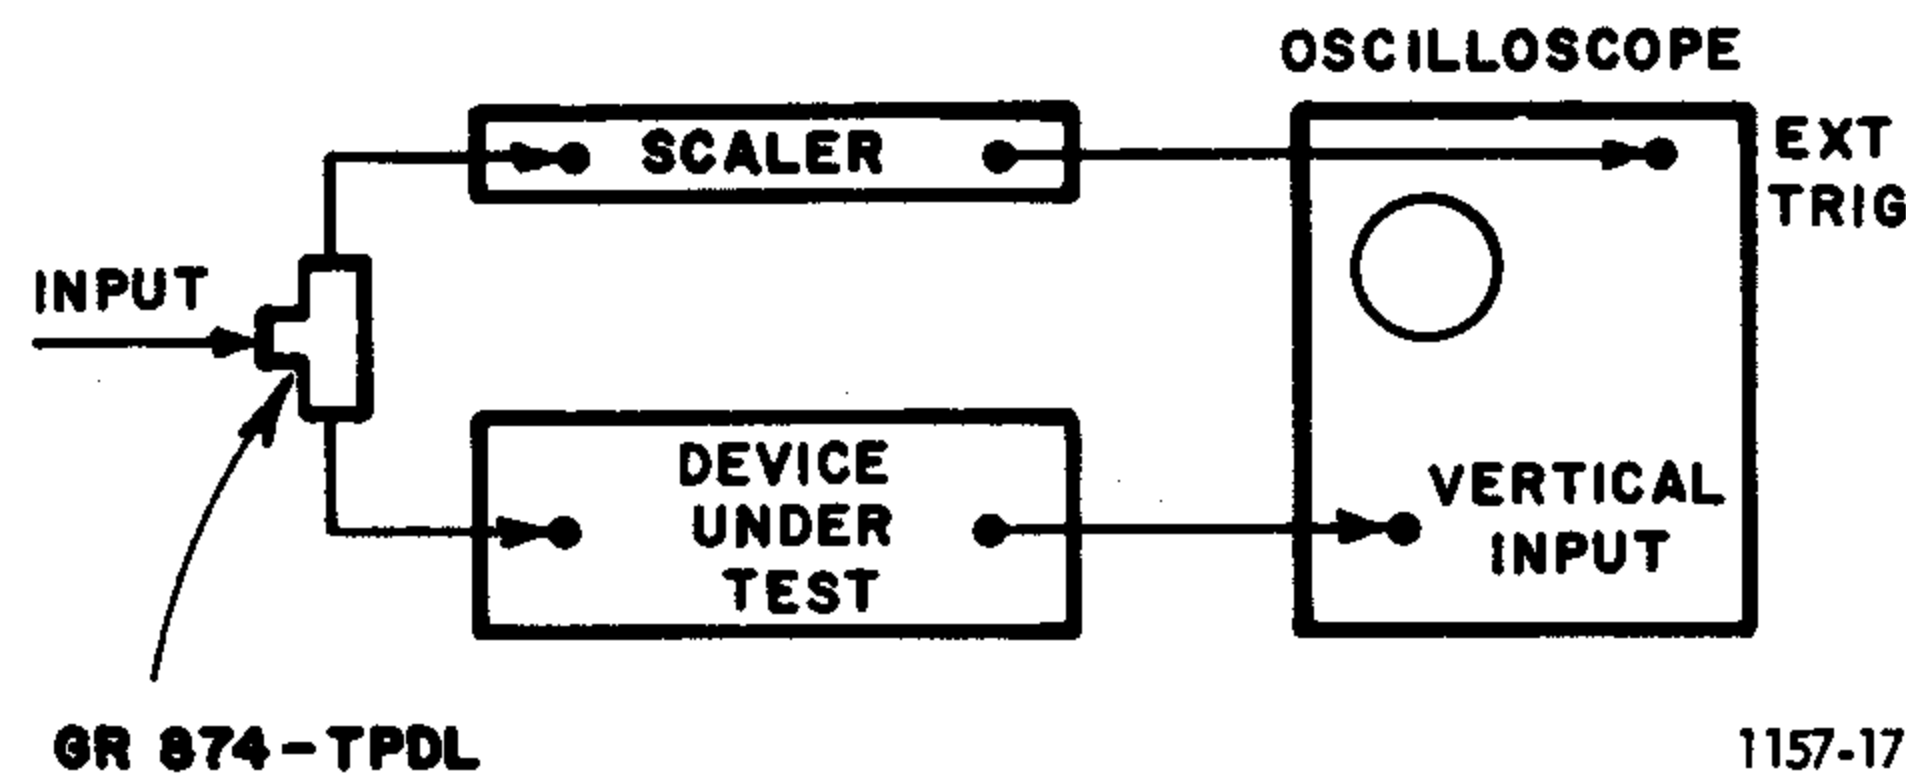 OSCILLOSCOPE
SCALER
EXT
TRIG
INPUT
DEVICE
UNDER
TEST
VERTICAL
INPUT
GR 874-TPDL
1157-17